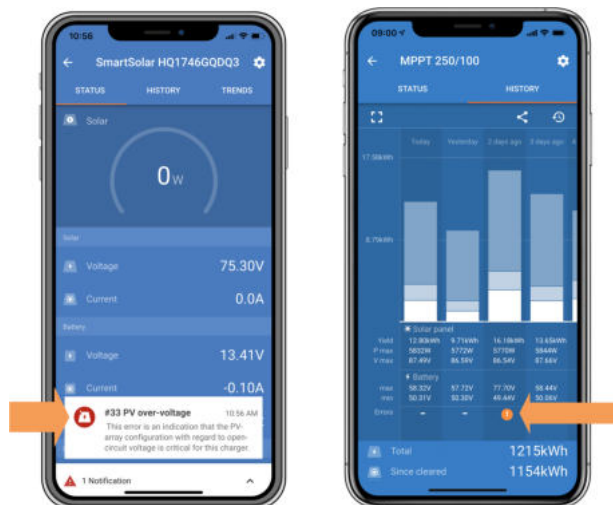 10:56
SmartSolar HQ1746GQDQ3
STATUS HISTORY TRENDS
Solar
0W
Solar
Voltage 75.30V
Current 0.0A
Battery
Voltage 13.41V
Current -0.10A
#33 PV over-voltage 10:56 AM
This error is an indication that the PV-
array configuration with regard to open-
circuit voltage is critical for this charger.
1 Notification
09:00
MPPT 250/100
STATUS HISTORY
Today Yesterday 2 days ago 3 days ago 4
17.58kWh
8.79kWh
Solar panel
Yield 12.80kWh 9.71kWh 16.18kWh 13.65kWh
P max 5832W 5772W 5770W 5844W
V max 87.49V 86.59V 86.54V 87.66V
Battery
max 58.32V 57.72V 77.70V 58.44V
min 50.31V 50.30V 49.44V 50.06V
Errors - -
Total 1215kWh
Since cleared 1154kWh